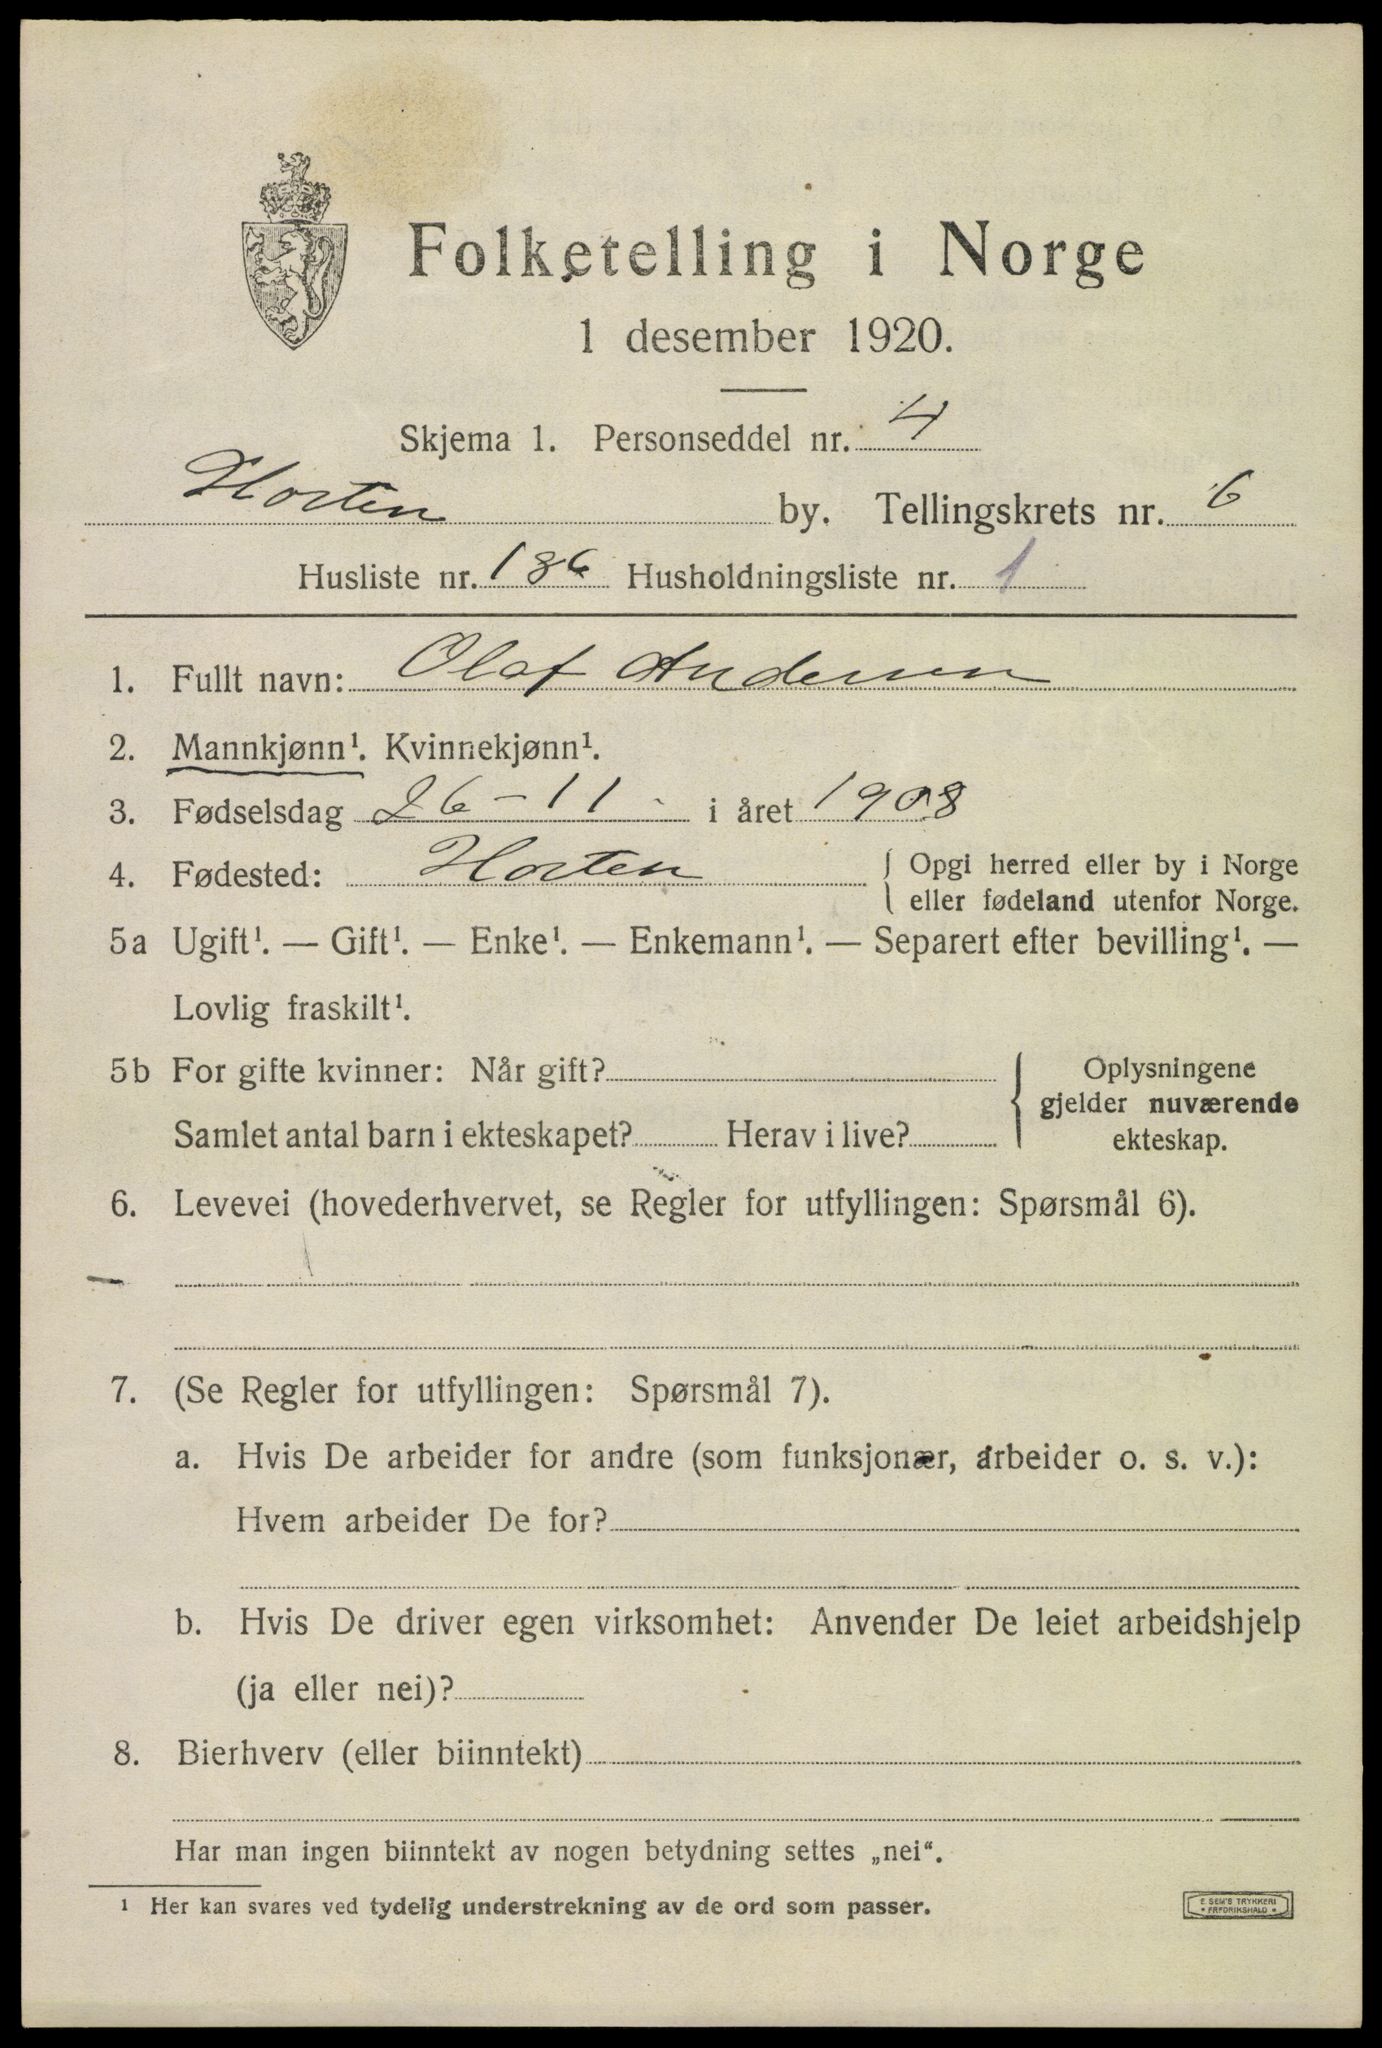 Folketelling i Norge
1 desember 1920.
Skjema 1. Personseddel nr. 4
Horten by. Tellingskrets nr. 6
Husliste nr. 186 Husholdningsliste nr. 1
1. Fullt navn: Olaf Andersen
2. Mannkjønn¹. Kvinnekjønn¹.
3. Fødselsdag 26-11 i året 1908
4. Fødested: Horten { Opgi herred eller by i Norge
eller fødeland utenfor Norge.
5a Ugift¹. — Gift¹. — Enke¹. — Enkemann¹. — Separert efter bevilling¹. —
Lovlig fraskilt¹.
5b For gifte kvinner: Når gift? { Oplysningene
gjelder nuværende
Samlet antal barn i ekteskapet? Herav i live? ekteskap.
6. Levevei (hovederhvervet, se Regler for utfyllingen: Spørsmål 6).
7. (Se Regler for utfyllingen: Spørsmål 7).
a. Hvis De arbeider for andre (som funksjonær, arbeider o. s. v.):
Hvem arbeider De for?
b. Hvis De driver egen virksomhet: Anvender De leiet arbeidshjelp
(ja eller nei)?
8. Bierhverv (eller biinntekt)
Har man ingen biinntekt av nogen betydning settes „nei“.
¹ Her kan svares ved tydelig understrekning av de ord som passer.
E SEM'S TRYKKERI
• FREDRIKSHALD •